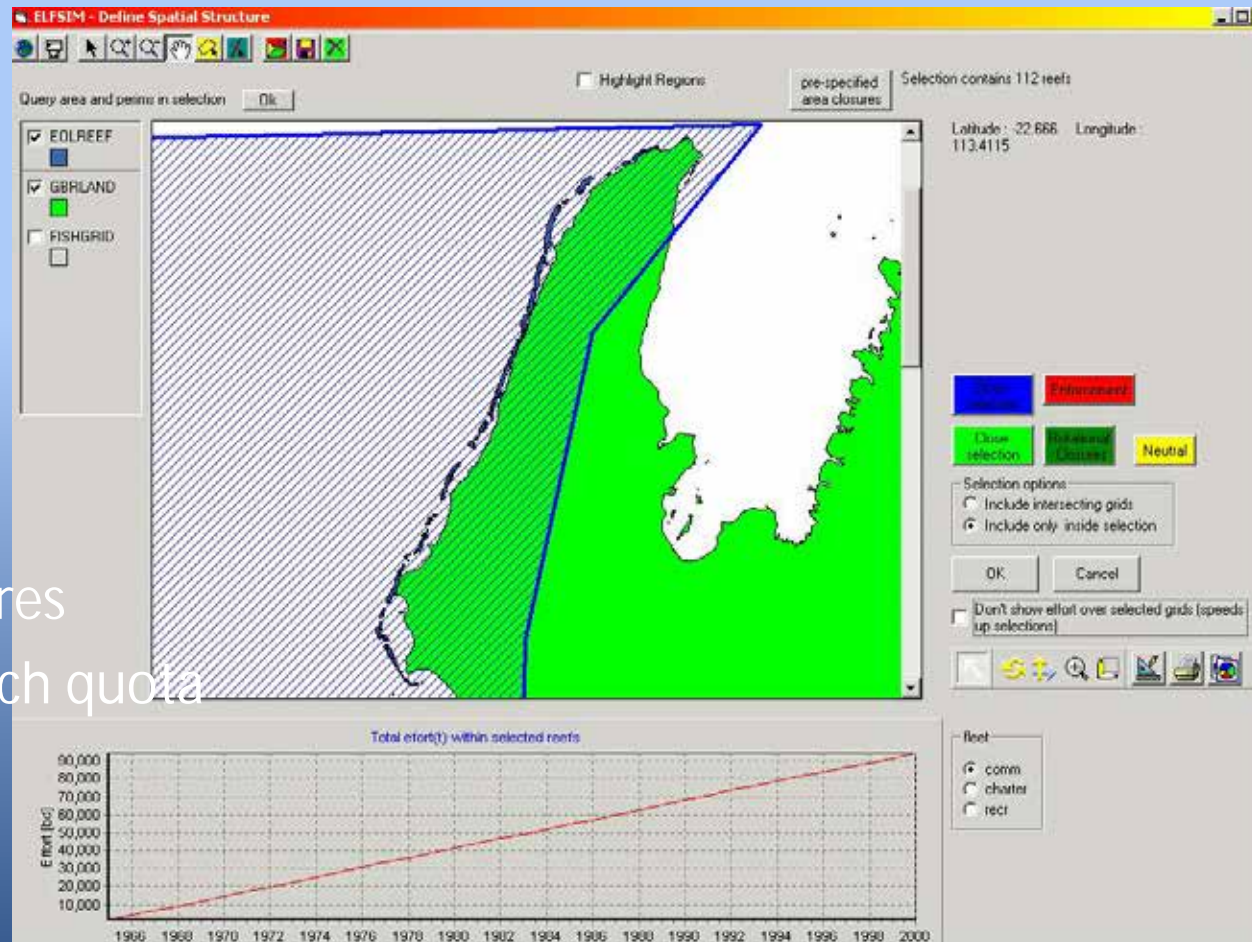 ELFSIM - Define Spatial Structure
Highlight Regions
pre-specified
area closures
Selection contains 112 reefs
Query area and perims in selection
Ok
EOLREEF
GBRLAND
FISHGRID
Latitude : -22.666 Longitude :
113.4115
Enforcement
Close
selection
Rotational
Closures
Neutral
Selection options
Include intersecting grids
Include only inside selection
OK
Cancel
Don't show effort over selected grids (speeds
up selections)
res
ch quota
Total efort(t) within selected reefs
Effort [bd]
90,000
80,000
70,000
60,000
50,000
40,000
30,000
20,000
10,000
1966 1968 1970 1972 1974 1976 1978 1980 1982 1984 1986 1988 1990 1992 1994 1996 1998 2000
fleet
comm
charter
recr